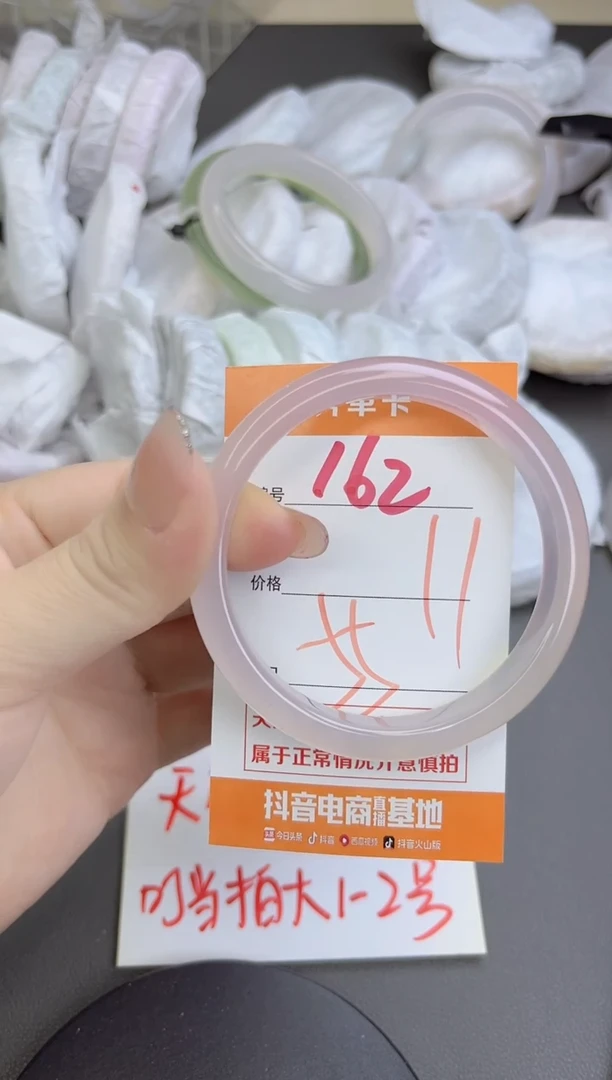 单卡
号
162
价格
属于正常情况介意慎拍
抖音电商直播基地
今日头条 抖音 西瓜视频 抖音火山版
天
叮当拍大1-2号